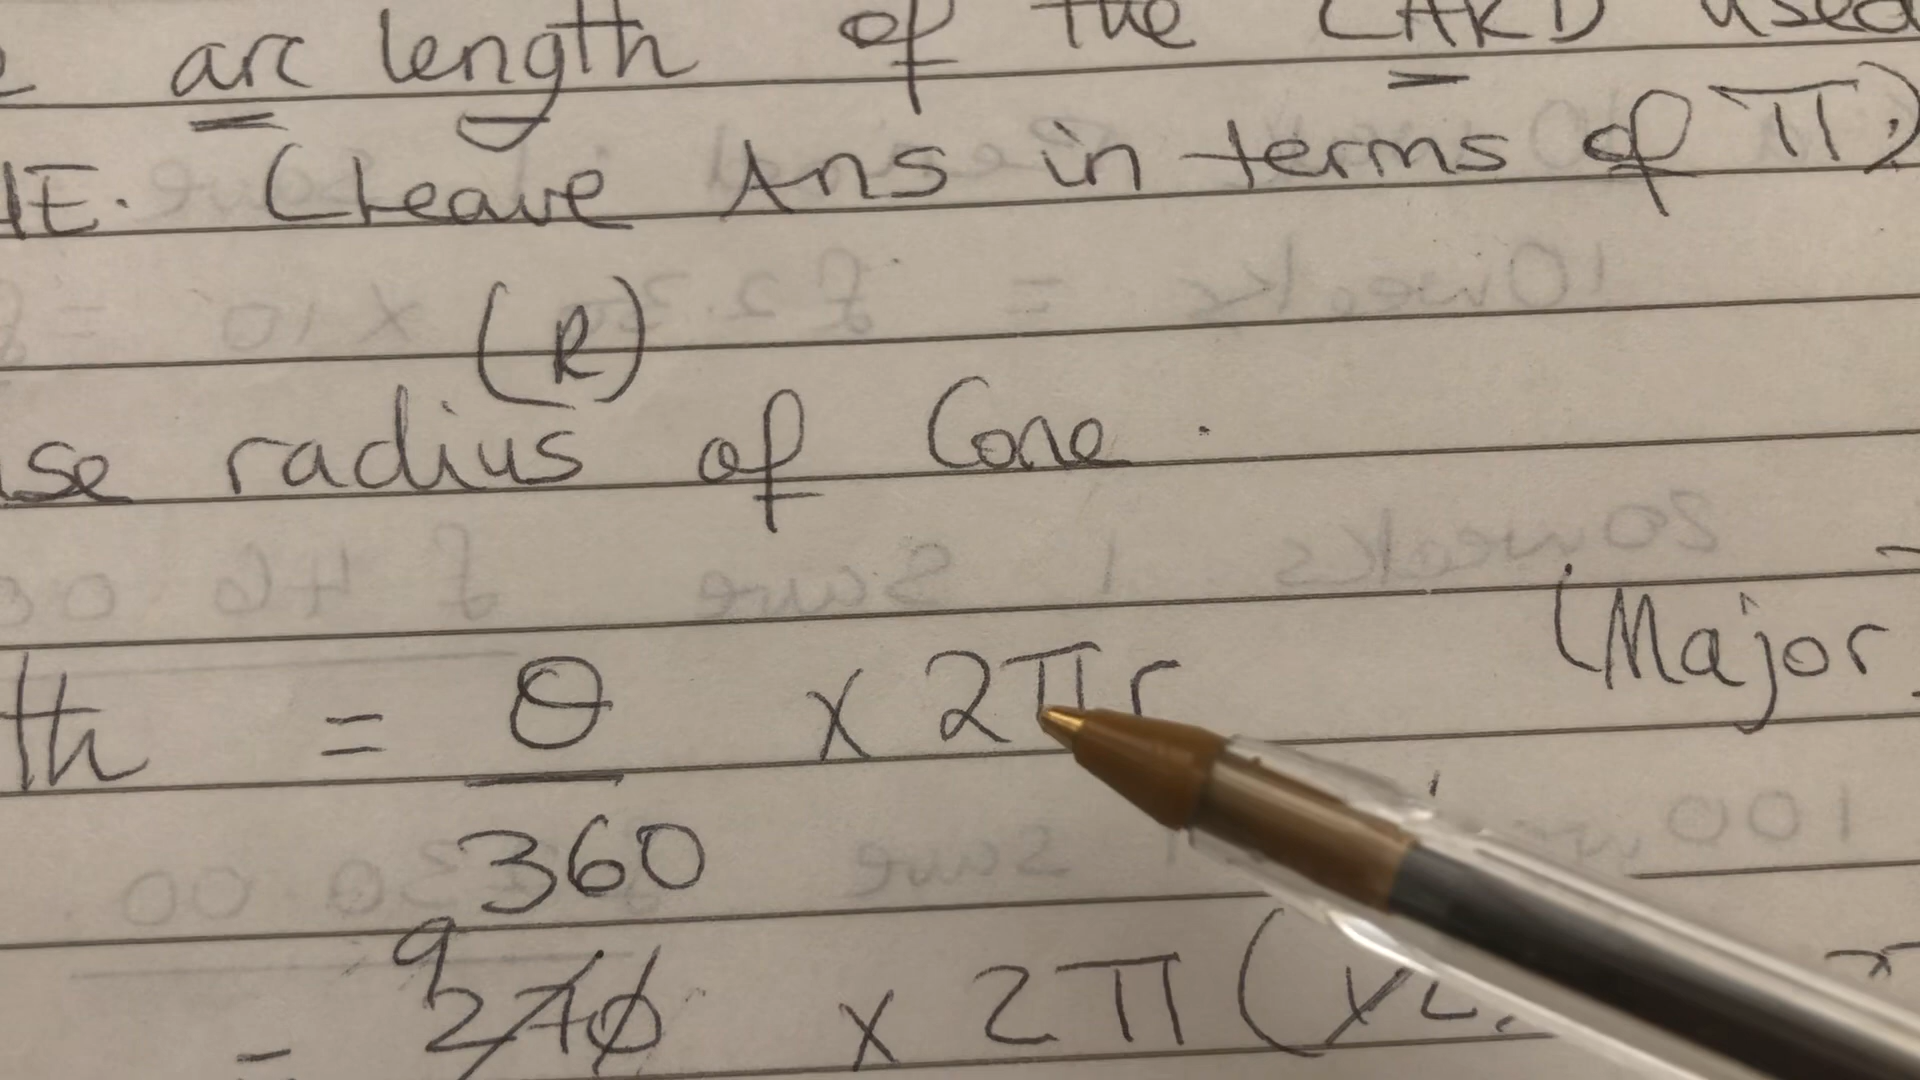 arc length of the CARD used
(Leave Ans in terms of π)
(R)
radius of Cone.
th = θ × 2πr (Major
360
9
270 × 2π(